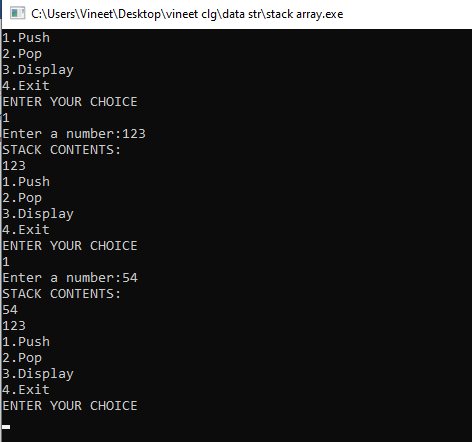 C:\Users\Vineet\Desktop\vineet clg\data str\stack array.exe
1.Push
2.Pop
3.Display
4.Exit
ENTER YOUR CHOICE
1
Enter a number:123
STACK CONTENTS:
123
1.Push
2.Pop
3.Display
4.Exit
ENTER YOUR CHOICE
1
Enter a number:54
STACK CONTENTS:
54
123
1.Push
2.Pop
3.Display
4.Exit
ENTER YOUR CHOICE